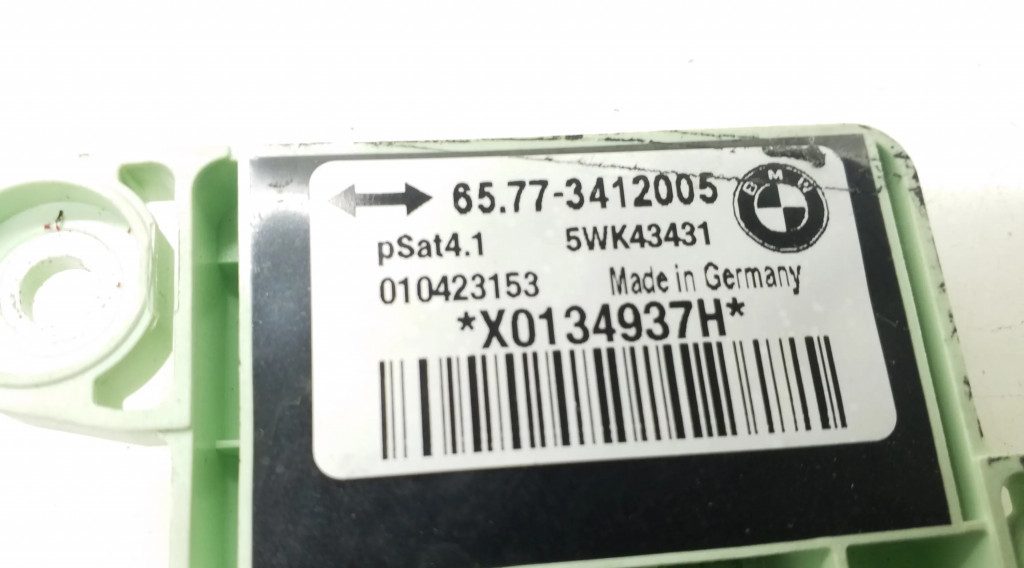 65.77-3412005 BMW
pSat4.1 5WK43431
010423153 Made in Germany
*X0134937H*